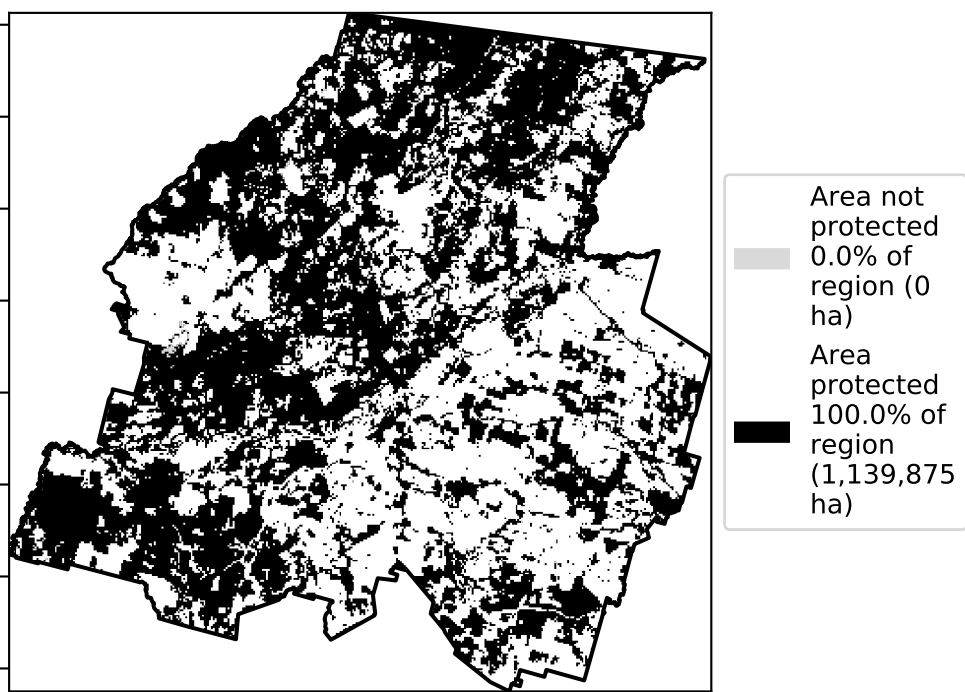 Area not
protected
0.0% of
region (0
ha)
Area
protected
100.0% of
region
(1,139,875
ha)